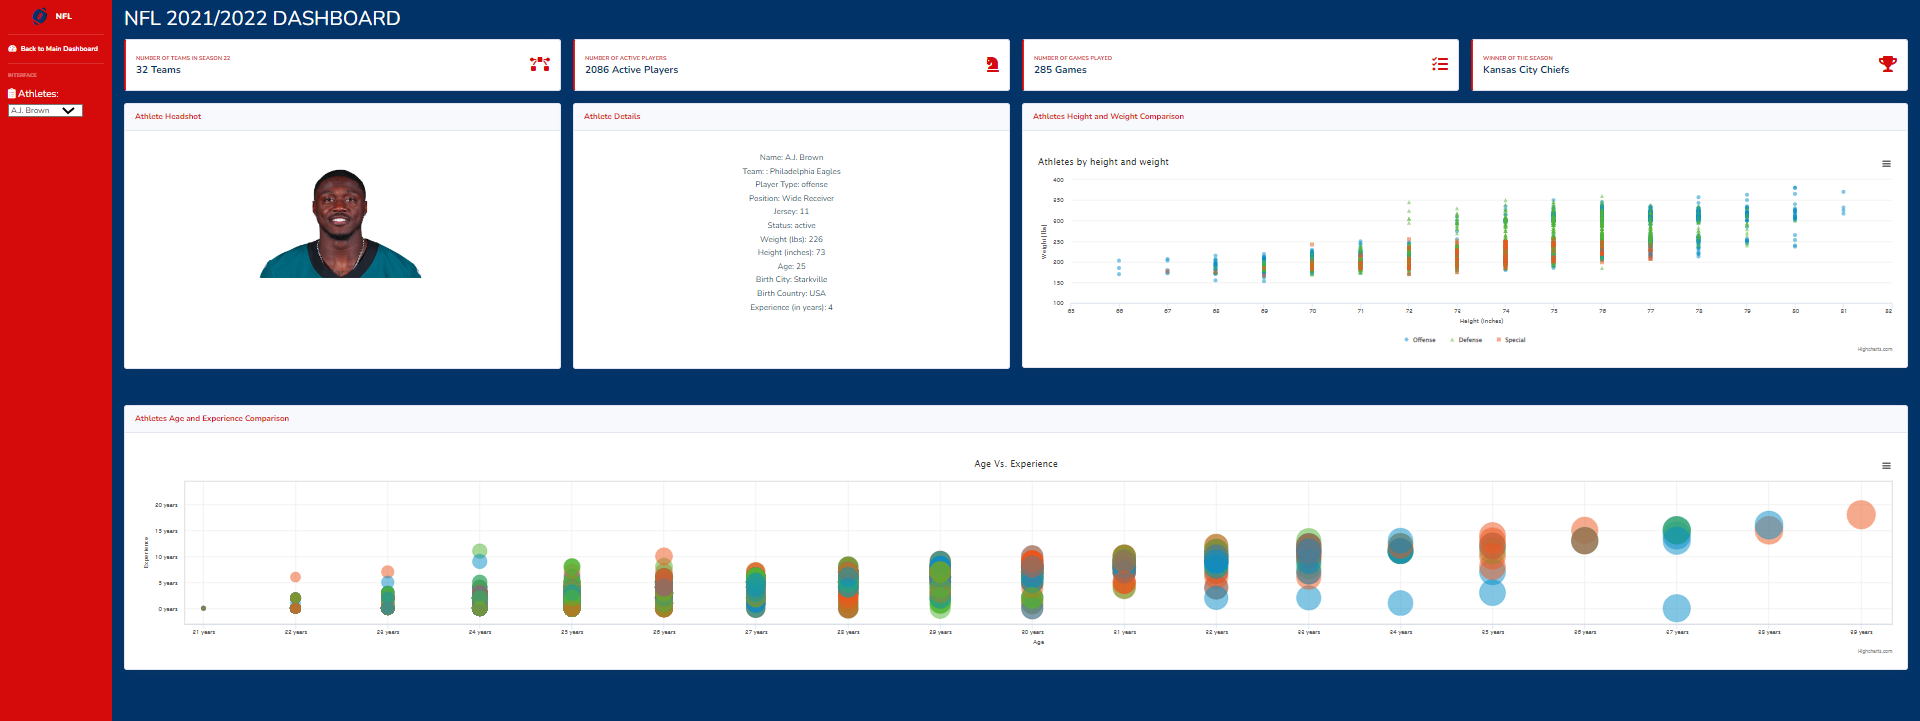 NFL
Back to Main Dashboard
INTERFACE
Athletes:
A.J. Brown
NFL 2021/2022 DASHBOARD
NUMBER OF TEAMS IN SEASON 22
32 Teams
NUMBER OF ACTIVE PLAYERS
2086 Active Players
NUMBER OF GAMES PLAYED
285 Games
WINNER OF THE SEASON
Kansas City Chiefs
Athlete Headshot
Athlete Details
Name: A.J. Brown
Team: : Philadelphia Eagles
Player Type: offense
Position: Wide Receiver
Jersey: 11
Status: active
Weight (lbs): 226
Height (inches): 73
Age: 25
Birth City: Starkville
Birth Country: USA
Experience (in years): 4
Athletes Height and Weight Comparison
Athletes by height and weight
400
350
300
250
200
150
100
Weight (lbs)
65 66 67 68 69 70 71 72 73 74 75 76 77 78 79 80 81 82
Height (inches)
Offense Defense Special
Highcharts.com
Athletes Age and Experience Comparison
Age Vs. Experience
20 years
15 years
10 years
5 years
0 years
Experience
21 years 22 years 23 years 24 years 25 years 26 years 27 years 28 years 29 years 30 years 31 years 32 years 33 years 34 years 35 years 36 years 37 years 38 years 39 years
Age
Highcharts.com